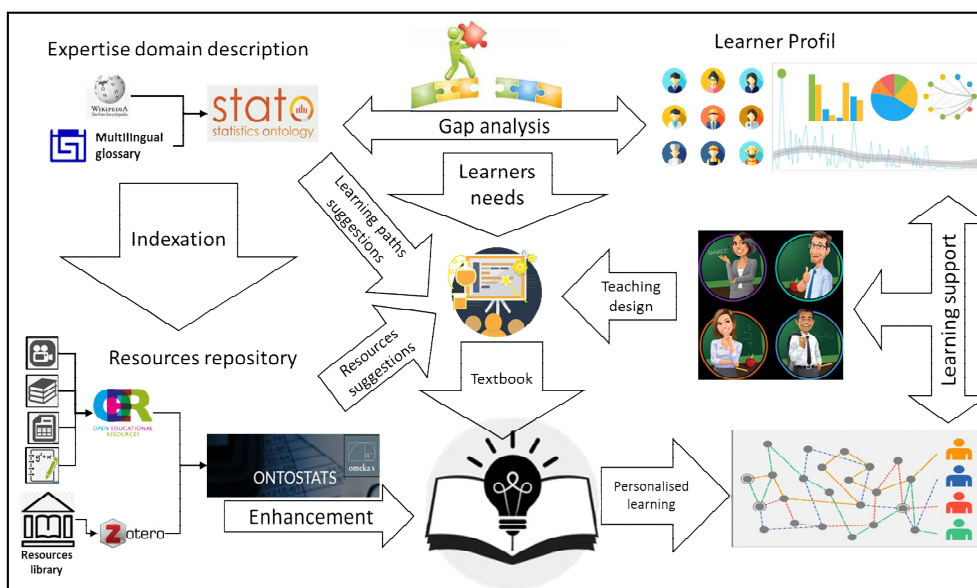 Expertise domain description
Learner Profil
WIKIPEDIA
The Free Encyclopedia
stato
statistics ontology
Multilingual
glossary
Gap analysis
Learners
needs
Learning paths
suggestions
Indexation
Teaching
design
Learning support
Resources repository
Resources
suggestions
Textbook
OER
OPEN EDUCATIONAL
RESOURCES
ONTOSTATS
omeka s
Enhancement
Personalised
learning
Resources
library
Zotero